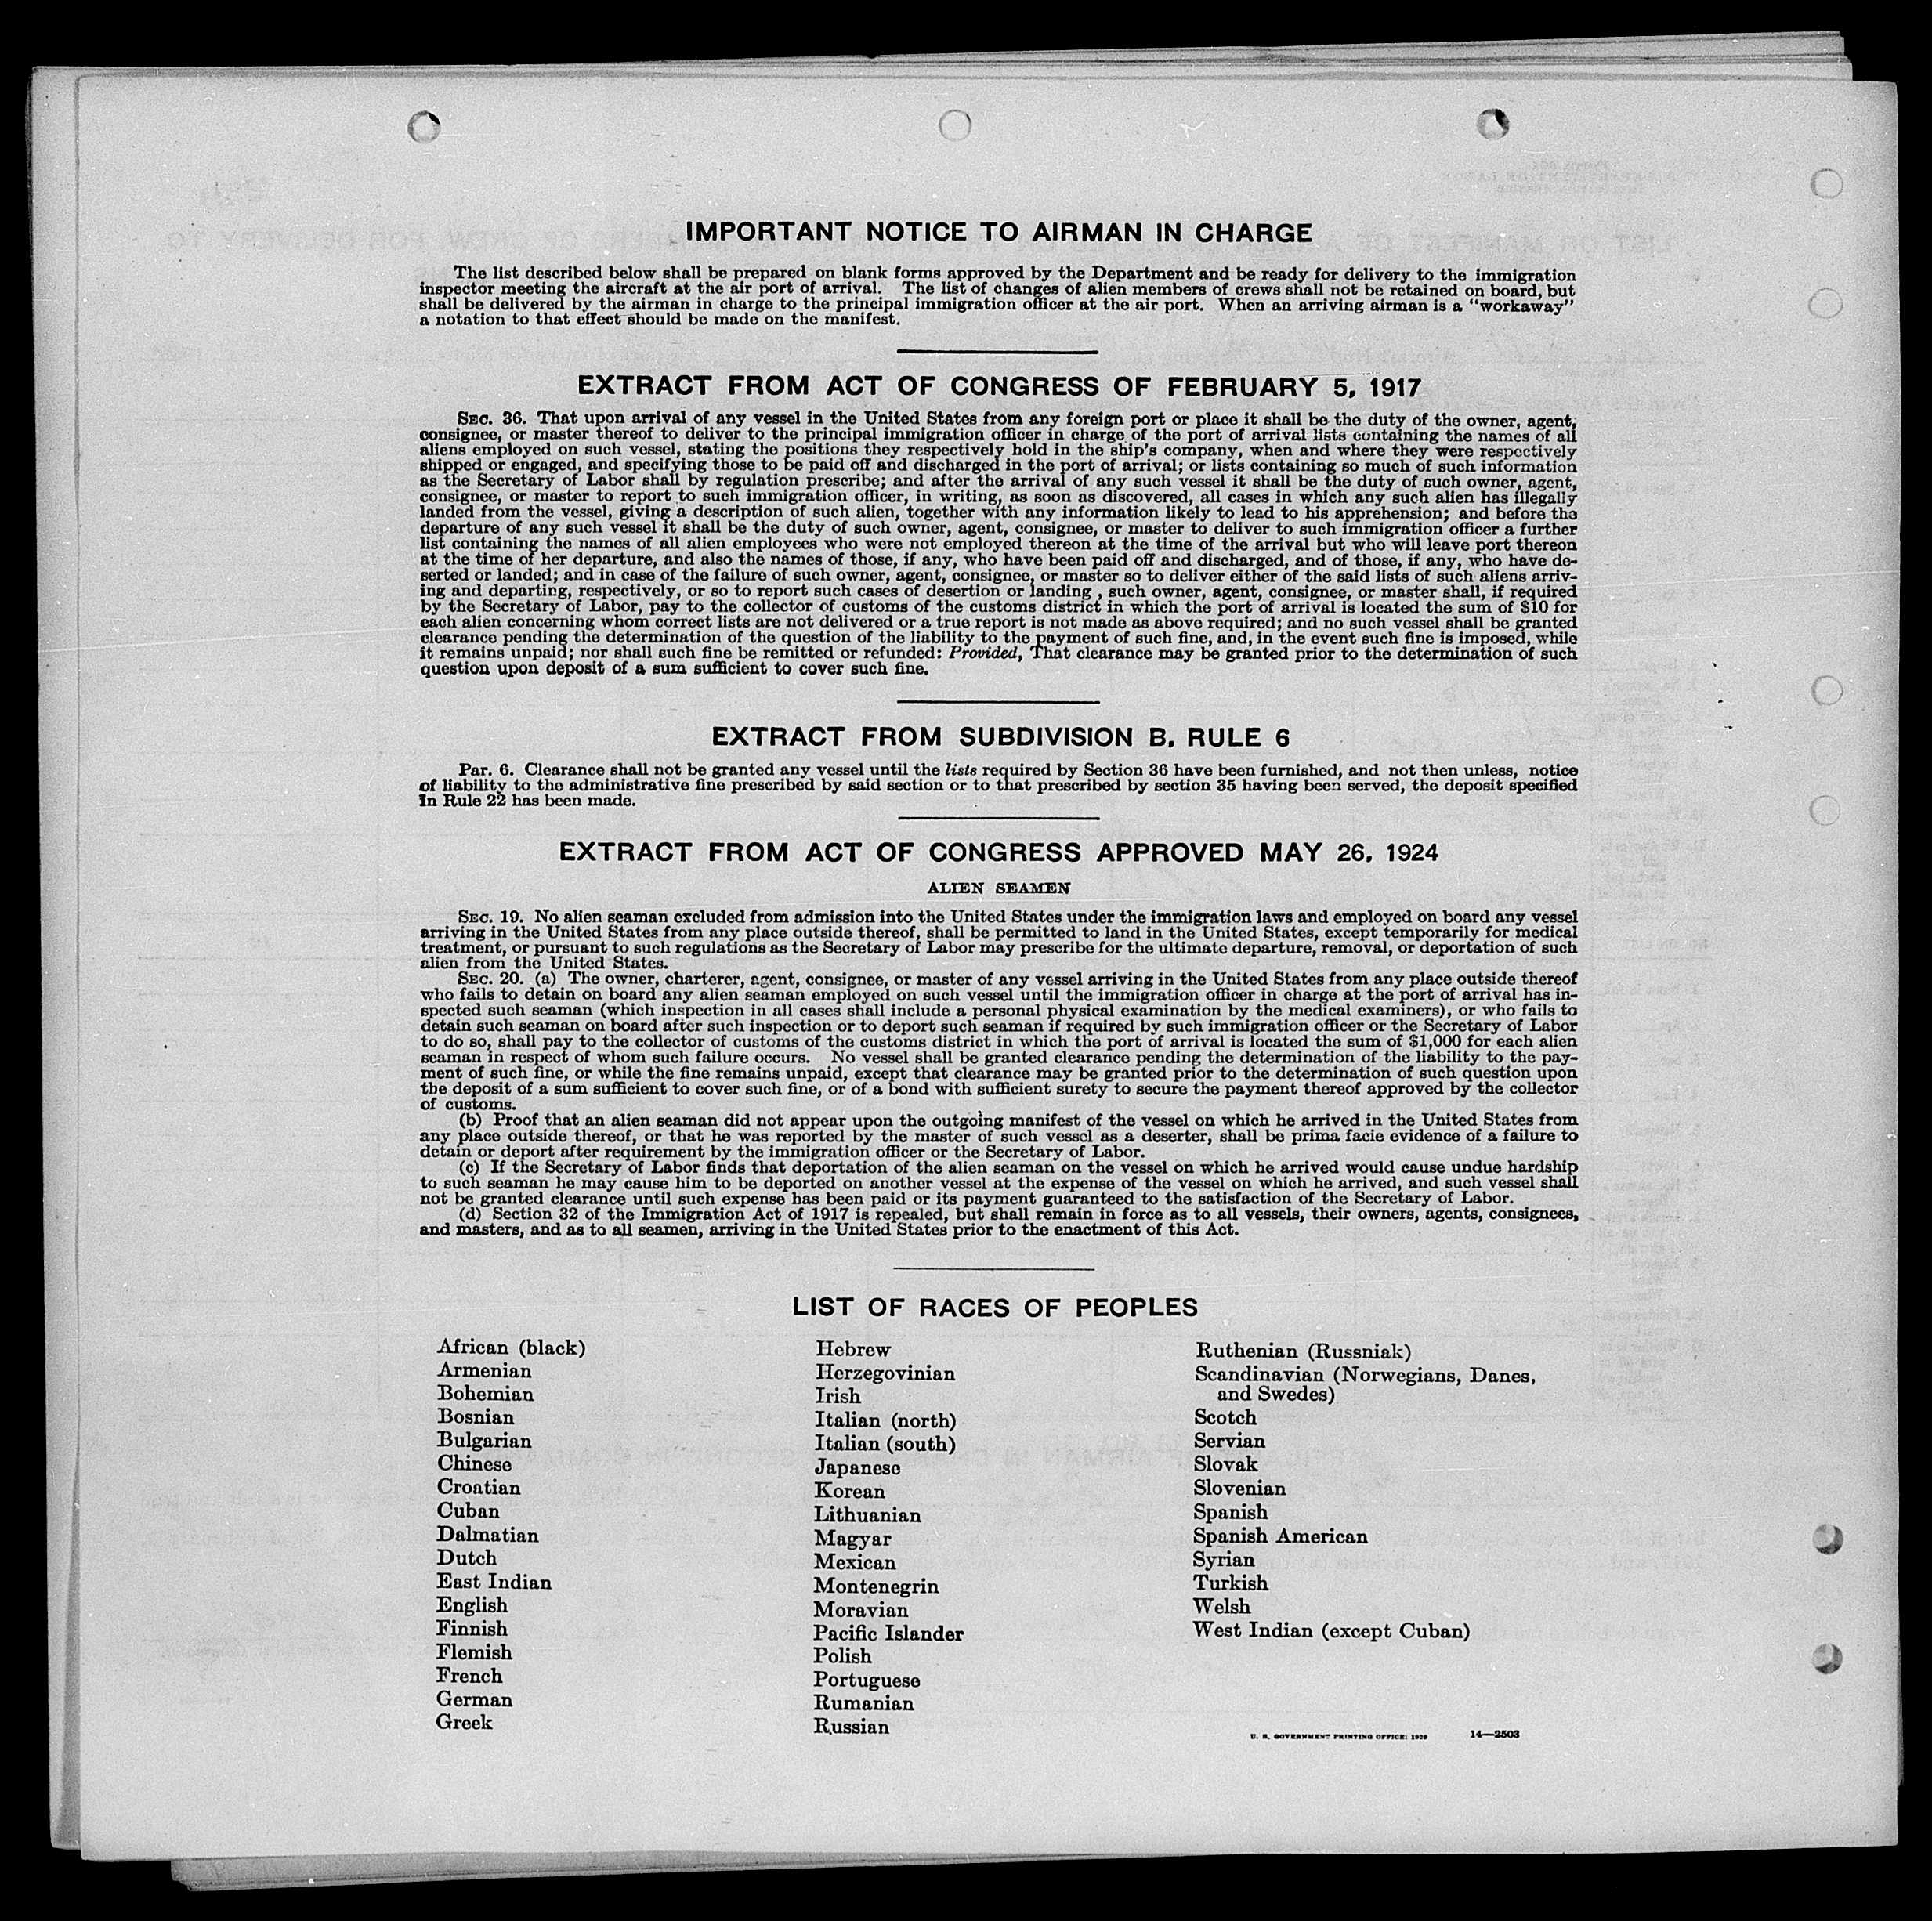 IMPORTANT NOTICE TO AIRMAN IN CHARGE
The list described below shall be prepared on blank forms approved by the Department and be ready for delivery to the immigration
inspector meeting the aircraft at the air port of arrival. The list of changes of alien members of crews shall not be retained on board, but
shall be delivered by the airman in charge to the principal immigration officer at the air port. When an arriving airman is a "workaway"
a notation to that effect should be made on the manifest.
EXTRACT FROM ACT OF CONGRESS OF FEBRUARY 5, 1917
SEC. 36. That upon arrival of any vessel in the United States from any foreign port or place it shall be the duty of the owner, agent,
consignee, or master thereof to deliver to the principal immigration officer in charge of the port of arrival lists containing the names of all
aliens employed on such vessel, stating the positions they respectively hold in the ship's company, when and where they were respectively
shipped or engaged, and specifying those to be paid off and discharged in the port of arrival; or lists containing so much of such information
as the Secretary of Labor shall by regulation prescribe; and after the arrival of any such vessel it shall be the duty of such owner, agent,
consignee, or master to report to such immigration officer, in writing, as soon as discovered, all cases in which any such alien has illegally
landed from the vessel, giving a description of such alien, together with any information likely to lead to his apprehension; and before the
departure of any such vessel it shall be the duty of such owner, agent, consignee, or master to deliver to such immigration officer a further
list containing the names of all alien employees who were not employed thereon at the time of the arrival but who will leave port thereon
at the time of her departure, and also the names of those, if any, who have been paid off and discharged, and of those, if any, who have de-
serted or landed; and in case of the failure of such owner, agent, consignee, or master so to deliver either of the said lists of such aliens arriv-
ing and departing, respectively, or so to report such cases of desertion or landing , such owner, agent, consignee, or master shall, if required
by the Secretary of Labor, pay to the collector of customs of the customs district in which the port of arrival is located the sum of $10 for
each alien concerning whom correct lists are not delivered or a true report is not made as above required; and no such vessel shall be granted
clearance pending the determination of the question of the liability to the payment of such fine, and, in the event such fine is imposed, while
it remains unpaid; nor shall such fine be remitted or refunded: Provided, That clearance may be granted prior to the determination of such
question upon deposit of a sum sufficient to cover such fine.
EXTRACT FROM SUBDIVISION B, RULE 6
Par. 6. Clearance shall not be granted any vessel until the lists required by Section 36 have been furnished, and not then unless, notice
of liability to the administrative fine prescribed by said section or to that prescribed by section 35 having been served, the deposit specified
in Rule 22 has been made.
EXTRACT FROM ACT OF CONGRESS APPROVED MAY 26, 1924
ALIEN SEAMEN
SEC. 19. No alien seaman excluded from admission into the United States under the immigration laws and employed on board any vessel
arriving in the United States from any place outside thereof, shall be permitted to land in the United States, except temporarily for medical
treatment, or pursuant to such regulations as the Secretary of Labor may prescribe for the ultimate departure, removal, or deportation of such
alien from the United States.
SEC. 20. (a) The owner, charterer, agent, consignee, or master of any vessel arriving in the United States from any place outside thereof
who fails to detain on board any alien seaman employed on such vessel until the immigration officer in charge at the port of arrival has in-
spected such seaman (which inspection in all cases shall include a personal physical examination by the medical examiners), or who fails to
detain such seaman on board after such inspection or to deport such seaman if required by such immigration officer or the Secretary of Labor
to do so, shall pay to the collector of customs of the customs district in which the port of arrival is located the sum of $1,000 for each alien
seaman in respect of whom such failure occurs. No vessel shall be granted clearance pending the determination of the liability to the pay-
ment of such fine, or while the fine remains unpaid, except that clearance may be granted prior to the determination of such question upon
the deposit of a sum sufficient to cover such fine, or of a bond with sufficient surety to secure the payment thereof approved by the collector
of customs.
(b) Proof that an alien seaman did not appear upon the outgoing manifest of the vessel on which he arrived in the United States from
any place outside thereof, or that he was reported by the master of such vessel as a deserter, shall be prima facie evidence of a failure to
detain or deport after requirement by the immigration officer or the Secretary of Labor.
(c) If the Secretary of Labor finds that deportation of the alien seaman on the vessel on which he arrived would cause undue hardship
to such seaman he may cause him to be deported on another vessel at the expense of the vessel on which he arrived, and such vessel shall
not be granted clearance until such expense has been paid or its payment guaranteed to the satisfaction of the Secretary of Labor.
(d) Section 32 of the Immigration Act of 1917 is repealed, but shall remain in force as to all vessels, their owners, agents, consignees,
and masters, and as to all seamen, arriving in the United States prior to the enactment of this Act.
LIST OF RACES OF PEOPLES
African (black)
Armenian
Bohemian
Bosnian
Bulgarian
Chinese
Croatian
Cuban
Dalmatian
Dutch
East Indian
English
Finnish
Flemish
French
German
Greek
Hebrew
Herzegovinian
Irish
Italian (north)
Italian (south)
Japanese
Korean
Lithuanian
Magyar
Mexican
Montenegrin
Moravian
Pacific Islander
Polish
Portuguese
Rumanian
Russian
Ruthenian (Russniak)
Scandinavian (Norwegians, Danes,
and Swedes)
Scotch
Servian
Slovak
Slovenian
Spanish
Spanish American
Syrian
Turkish
Welsh
West Indian (except Cuban)
U. S. GOVERNMENT PRINTING OFFICE: 1929
14—2503